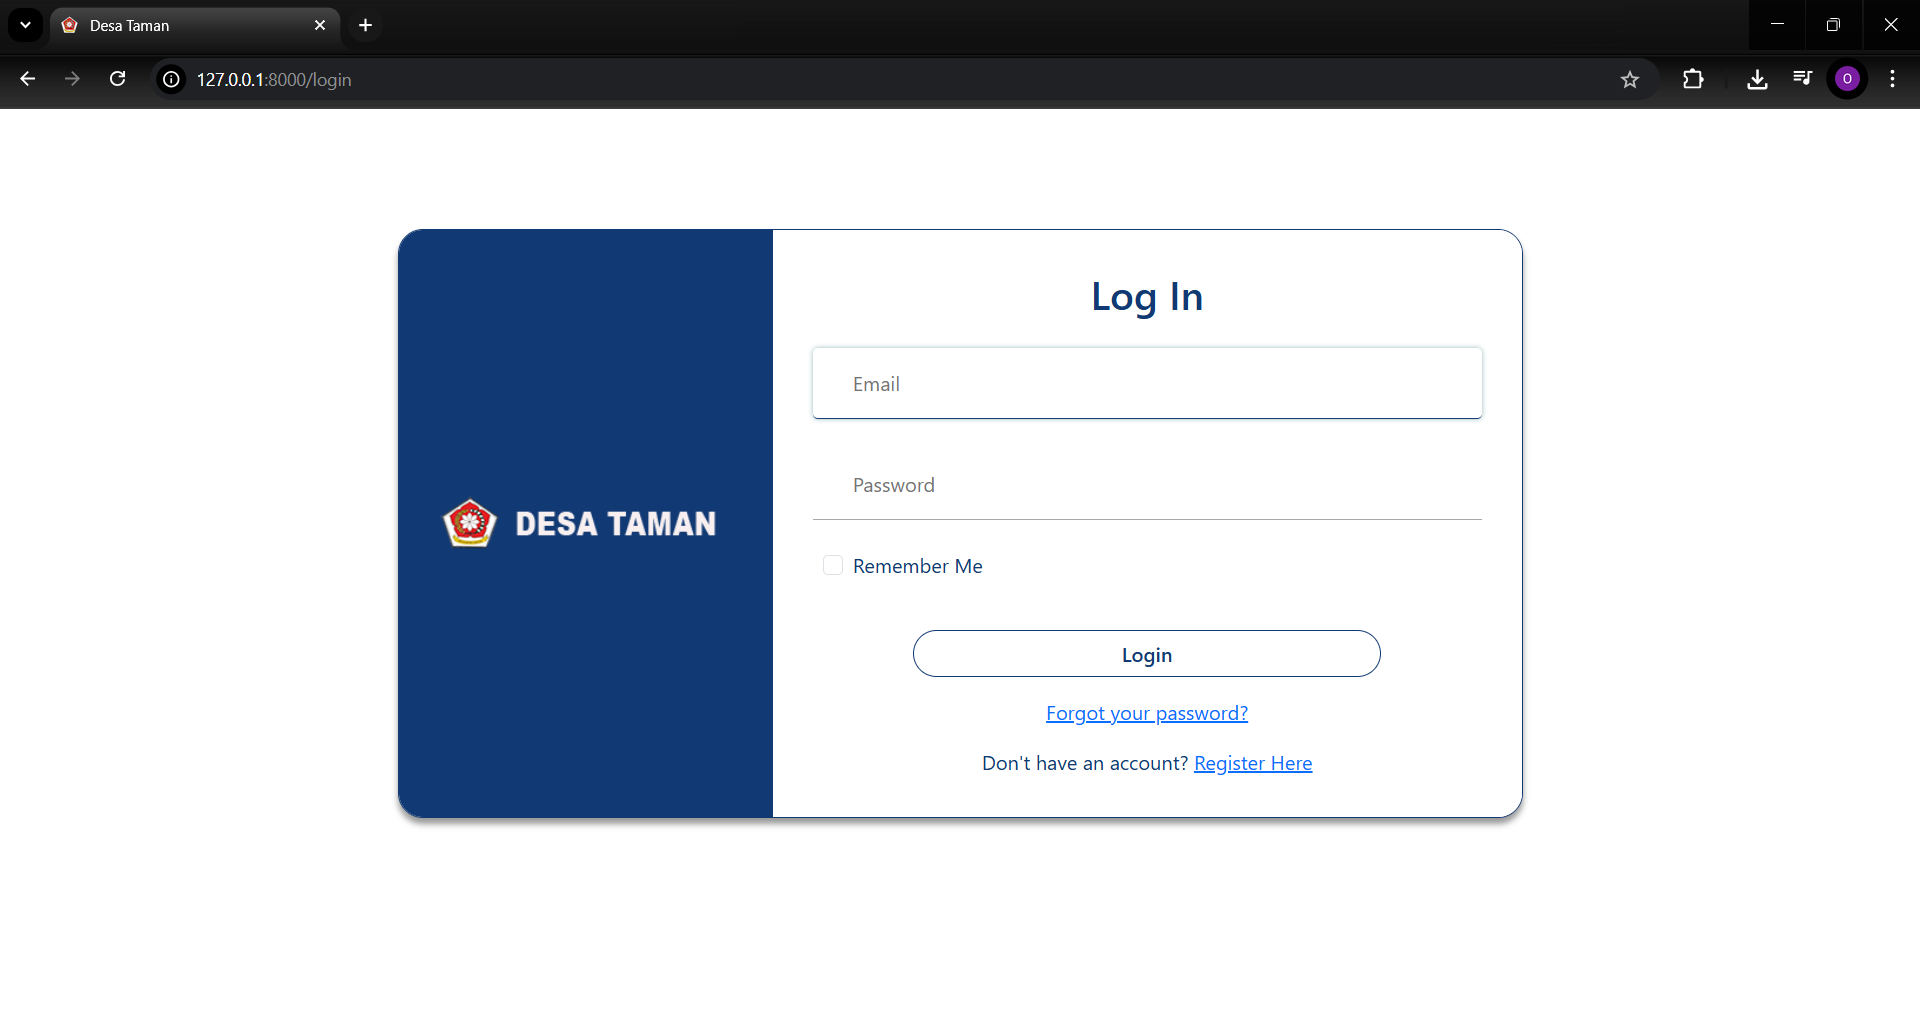 Desa Taman
127.0.0.1:8000/login
O
Log In
Email
DESA TAMAN
Password
Remember Me
Login
Forgot your password?
Don't have an account? Register Here